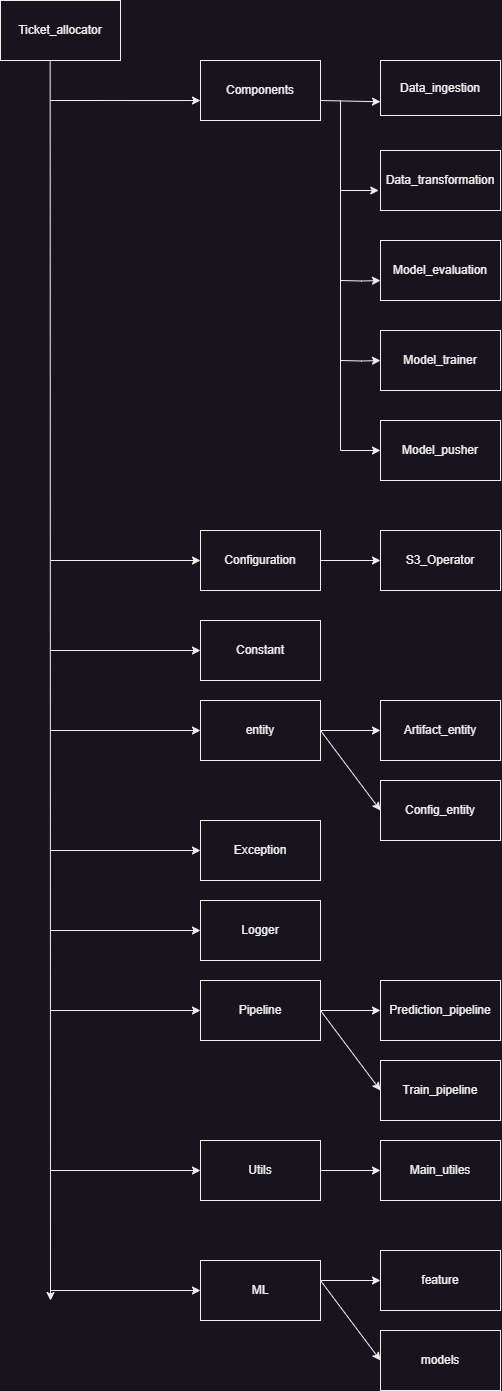 Ticket_allocator
Components
Data_ingestion
Data_transformation
Model_evaluation
Model_trainer
Model_pusher
Configuration
S3_Operator
Constant
entity
Artifact_entity
Config_entity
Exception
Logger
Pipeline
Prediction_pipeline
Train_pipeline
Utils
Main_utiles
ML
feature
models